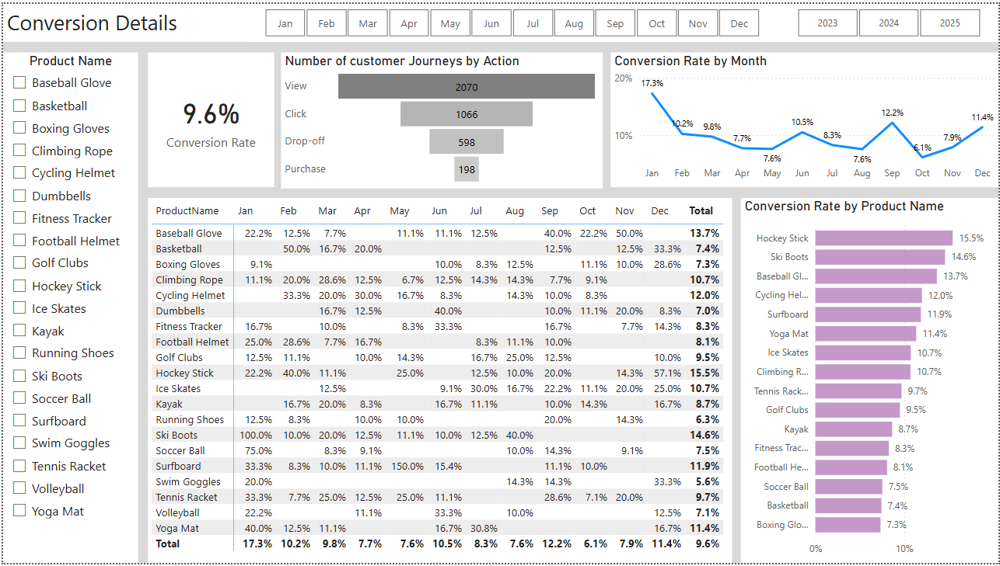 Conversion Details
Jan Feb Mar Apr May Jun Jul Aug Sep Oct Nov Dec
2023 2024 2025
Product Name
Baseball Glove
Basketball
Boxing Gloves
Climbing Rope
Cycling Helmet
Dumbbells
Fitness Tracker
Football Helmet
Golf Clubs
Hockey Stick
Ice Skates
Kayak
Running Shoes
Ski Boots
Soccer Ball
Surfboard
Swim Goggles
Tennis Racket
Volleyball
Yoga Mat
9.6%
Conversion Rate
Number of customer Journeys by Action
View 2070
Click 1066
Drop-off 598
Purchase 198
Conversion Rate by Month
20%
10%
17.3% 10.2% 9.8% 7.7% 7.6% 10.5% 8.3% 7.6% 12.2% 6.1% 7.9% 11.4%
Jan Feb Mar Apr May Jun Jul Aug Sep Oct Nov Dec
ProductName Jan Feb Mar Apr May Jun Jul Aug Sep Oct Nov Dec Total
Baseball Glove 22.2% 12.5% 7.7% 11.1% 11.1% 12.5% 40.0% 22.2% 50.0% 13.7%
Basketball 50.0% 16.7% 20.0% 12.5% 12.5% 33.3% 7.4%
Boxing Gloves 9.1% 10.0% 8.3% 12.5% 11.1% 10.0% 28.6% 7.3%
Climbing Rope 11.1% 20.0% 28.6% 12.5% 6.7% 12.5% 14.3% 14.3% 7.7% 9.1% 10.7%
Cycling Helmet 33.3% 20.0% 30.0% 16.7% 8.3% 14.3% 10.0% 8.3% 12.0%
Dumbbells 16.7% 12.5% 40.0% 10.0% 11.1% 20.0% 8.3% 7.0%
Fitness Tracker 16.7% 10.0% 8.3% 33.3% 16.7% 7.7% 14.3% 8.3%
Football Helmet 25.0% 28.6% 7.7% 16.7% 8.3% 11.1% 10.0% 8.1%
Golf Clubs 12.5% 11.1% 10.0% 14.3% 16.7% 25.0% 12.5% 10.0% 9.5%
Hockey Stick 22.2% 40.0% 11.1% 25.0% 12.5% 10.0% 20.0% 14.3% 57.1% 15.5%
Ice Skates 12.5% 9.1% 30.0% 16.7% 22.2% 11.1% 20.0% 25.0% 10.7%
Kayak 16.7% 20.0% 8.3% 16.7% 11.1% 10.0% 14.3% 16.7% 8.7%
Running Shoes 12.5% 8.3% 10.0% 10.0% 20.0% 14.3% 6.3%
Ski Boots 100.0% 10.0% 20.0% 12.5% 11.1% 10.0% 12.5% 40.0% 14.6%
Soccer Ball 75.0% 8.3% 9.1% 10.0% 14.3% 9.1% 7.5%
Surfboard 33.3% 8.3% 10.0% 11.1% 150.0% 15.4% 11.1% 10.0% 11.9%
Swim Goggles 20.0% 14.3% 14.3% 33.3% 5.6%
Tennis Racket 33.3% 7.7% 25.0% 12.5% 25.0% 11.1% 28.6% 7.1% 20.0% 9.7%
Volleyball 22.2% 11.1% 33.3% 10.0% 12.5% 7.1%
Yoga Mat 40.0% 12.5% 11.1% 16.7% 30.8% 16.7% 11.4%
Total 17.3% 10.2% 9.8% 7.7% 7.6% 10.5% 8.3% 7.6% 12.2% 6.1% 7.9% 11.4% 9.6%
Conversion Rate by Product Name
Hockey Stick 15.5%
Ski Boots 14.6%
Baseball Gl... 13.7%
Cycling Hel... 12.0%
Surfboard 11.9%
Yoga Mat 11.4%
Ice Skates 10.7%
Climbing R... 10.7%
Tennis Rack... 9.7%
Golf Clubs 9.5%
Kayak 8.7%
Fitness Trac... 8.3%
Football He... 8.1%
Soccer Ball 7.5%
Basketball 7.4%
Boxing Glo... 7.3%
0% 10%